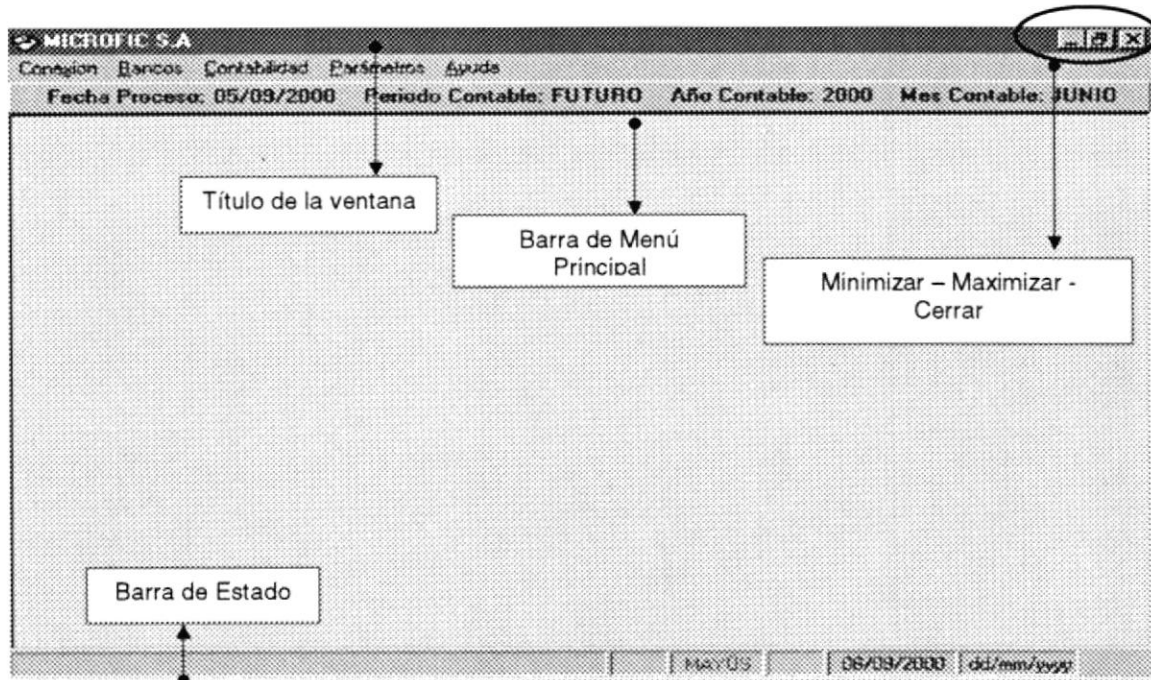 MICROFIC S.A
Conexion Bancos Contabilidad Parámetros Ayuda
Fecha Proceso: 05/09/2000 Periodo Contable: FUTURO Año Contable: 2000 Mes Contable: JUNIO
Título de la ventana
Barra de Menú
Principal
Minimizar – Maximizar -
Cerrar
Barra de Estado
MAYÚS 06/09/2000 dd/mm/yyyy